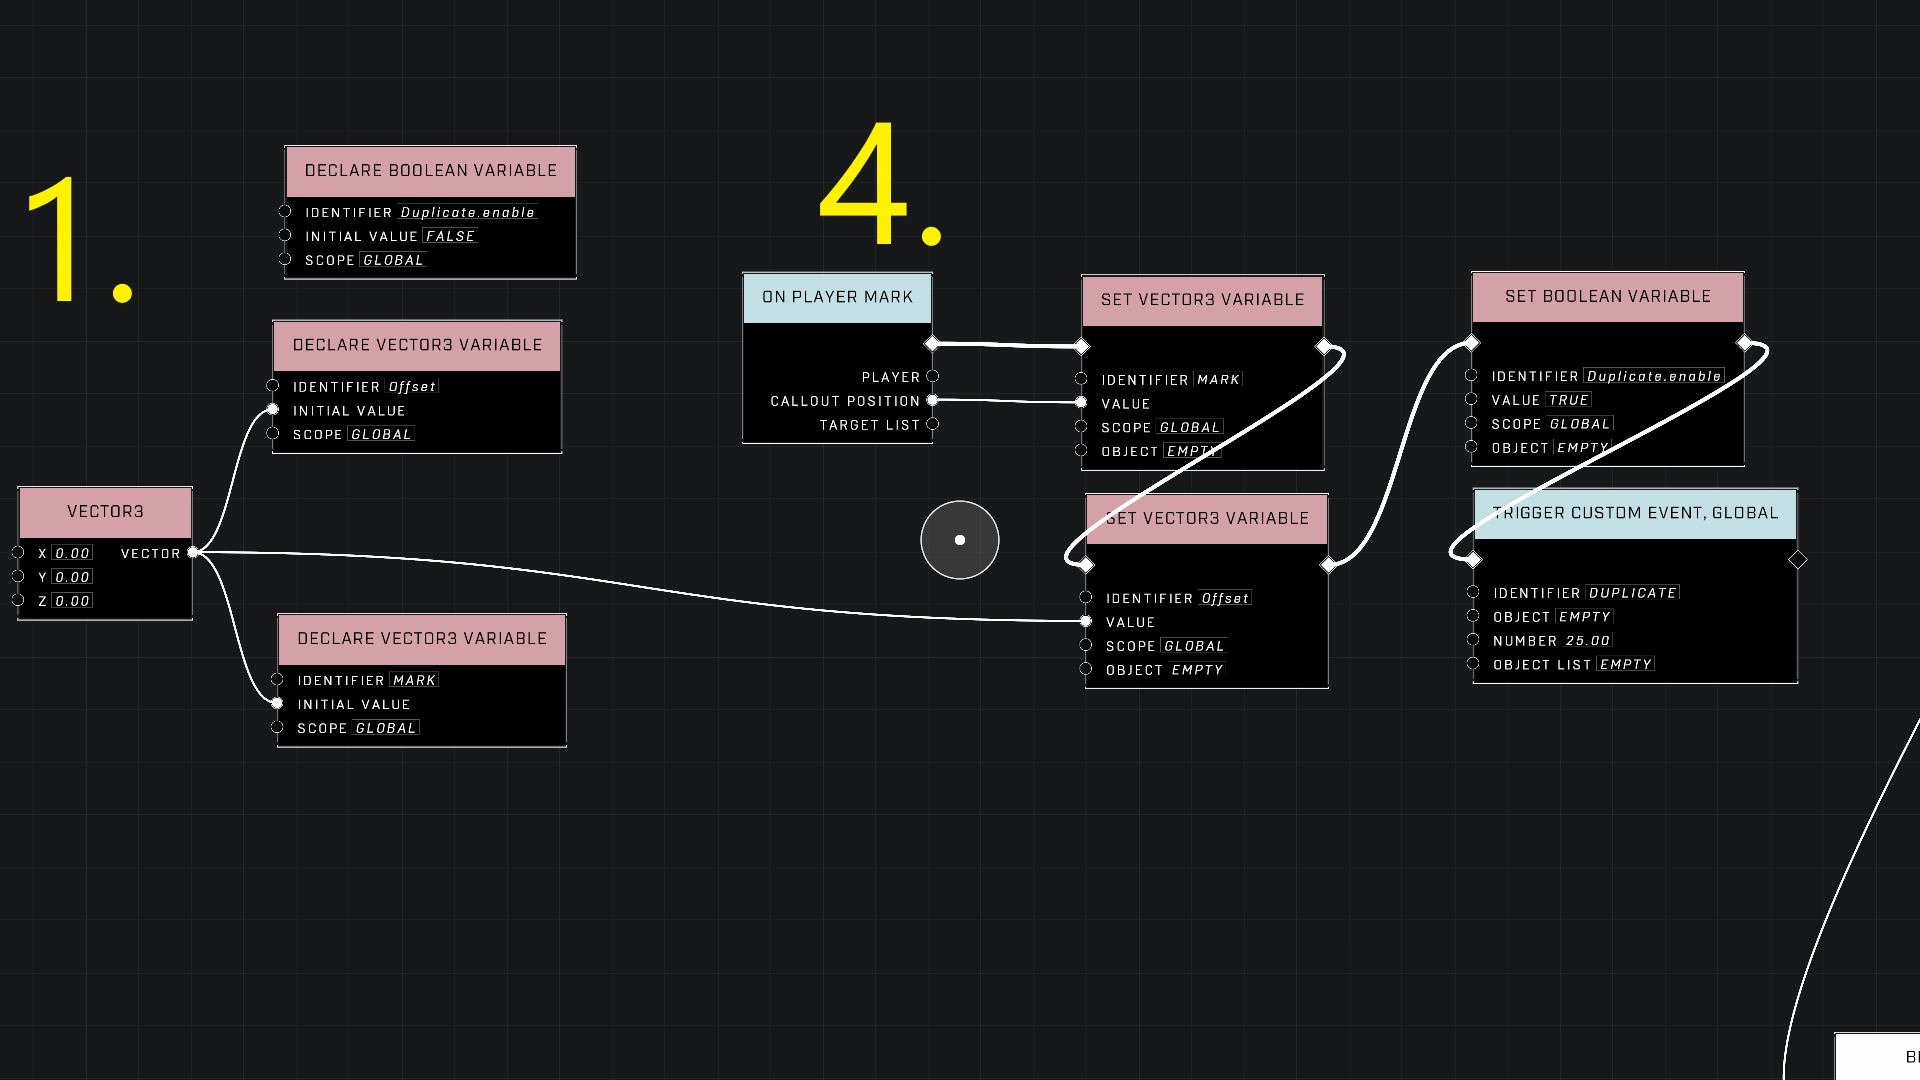 1.
DECLARE BOOLEAN VARIABLE
IDENTIFIER Duplicate.enable
INITIAL VALUE FALSE
SCOPE GLOBAL
DECLARE VECTOR3 VARIABLE
IDENTIFIER Offset
INITIAL VALUE
SCOPE GLOBAL
VECTOR3
X 0.00 VECTOR
Y 0.00
Z 0.00
DECLARE VECTOR3 VARIABLE
IDENTIFIER MARK
INITIAL VALUE
SCOPE GLOBAL
4.
ON PLAYER MARK
PLAYER
CALLOUT POSITION
TARGET LIST
SET VECTOR3 VARIABLE
IDENTIFIER MARK
VALUE
SCOPE GLOBAL
OBJECT EMPTY
SET VECTOR3 VARIABLE
IDENTIFIER Offset
VALUE
SCOPE GLOBAL
OBJECT EMPTY
SET BOOLEAN VARIABLE
IDENTIFIER Duplicate.enable
VALUE TRUE
SCOPE GLOBAL
OBJECT EMPTY
TRIGGER CUSTOM EVENT, GLOBAL
IDENTIFIER DUPLICATE
OBJECT EMPTY
NUMBER 25.00
OBJECT LIST EMPTY